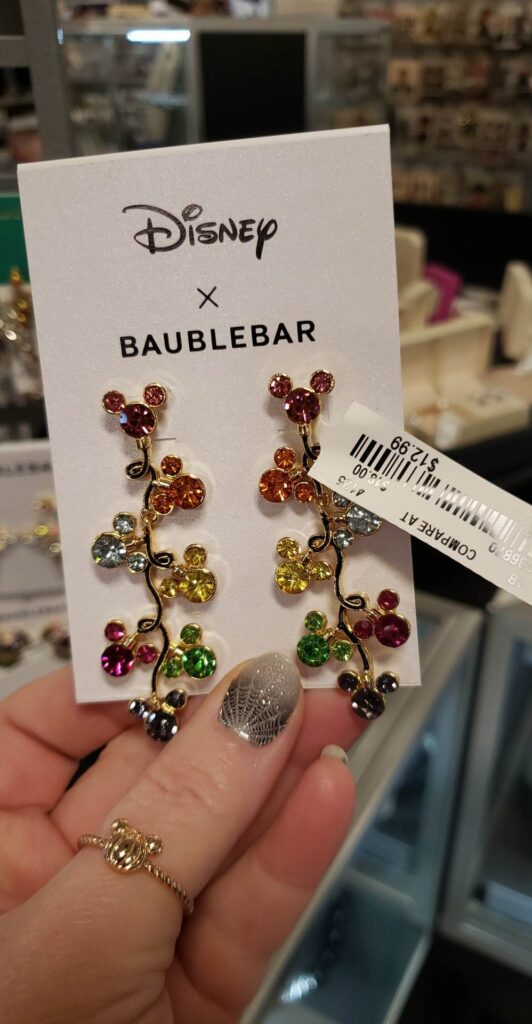 Disney
X
BAUBLEBAR
COMPARE AT
$12.99